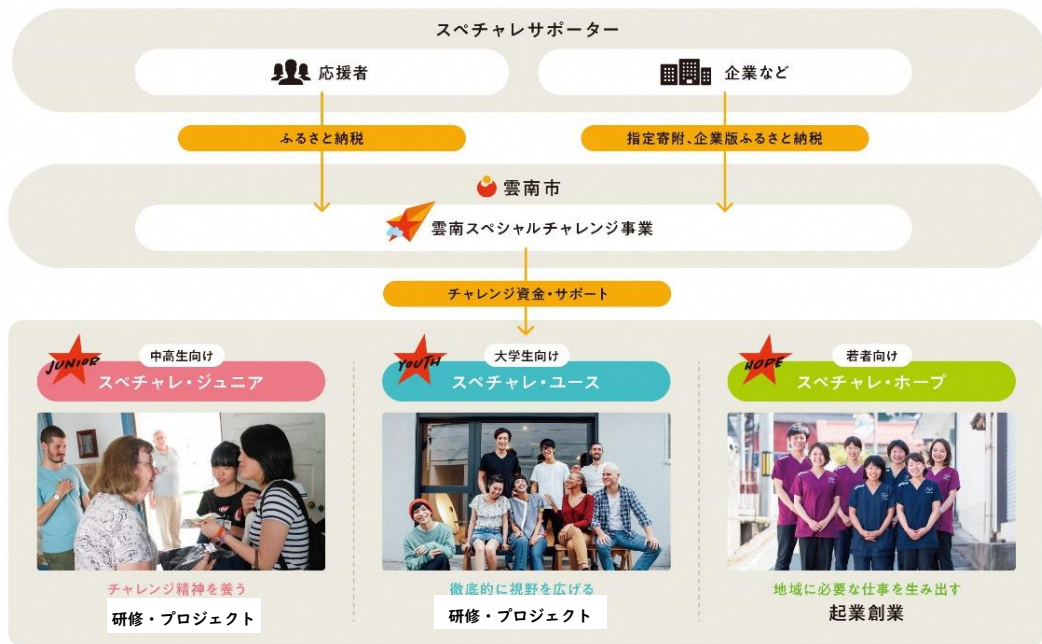 スペチャレサポーター
応援者
企業など
ふるさと納税
指定寄附、企業版ふるさと納税
雲南市
雲南スペシャルチャレンジ事業
チャレンジ資金・サポート
JUNIOR
中高生向け
スペチャレ・ジュニア
YOUTH
大学生向け
スペチャレ・ユース
HOPE
若者向け
スペチャレ・ホープ
チャレンジ精神を養う
研修・プロジェクト
徹底的に視野を広げる
研修・プロジェクト
地域に必要な仕事を生み出す
起業創業